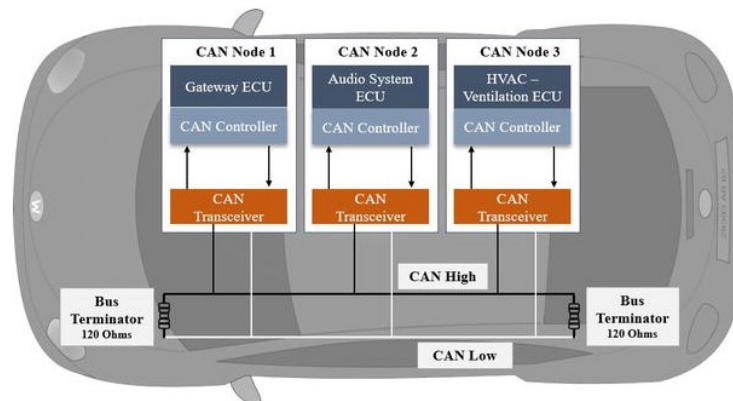 CAN Node 1
Gateway ECU
CAN Controller
CAN
Transceiver
CAN Node 2
Audio System
ECU
CAN Controller
CAN
Transceiver
CAN Node 3
HVAC –
Ventilation ECU
CAN Controller
CAN
Transceiver
CAN High
Bus
Terminator
120 Ohms
Bus
Terminator
120 Ohms
CAN Low